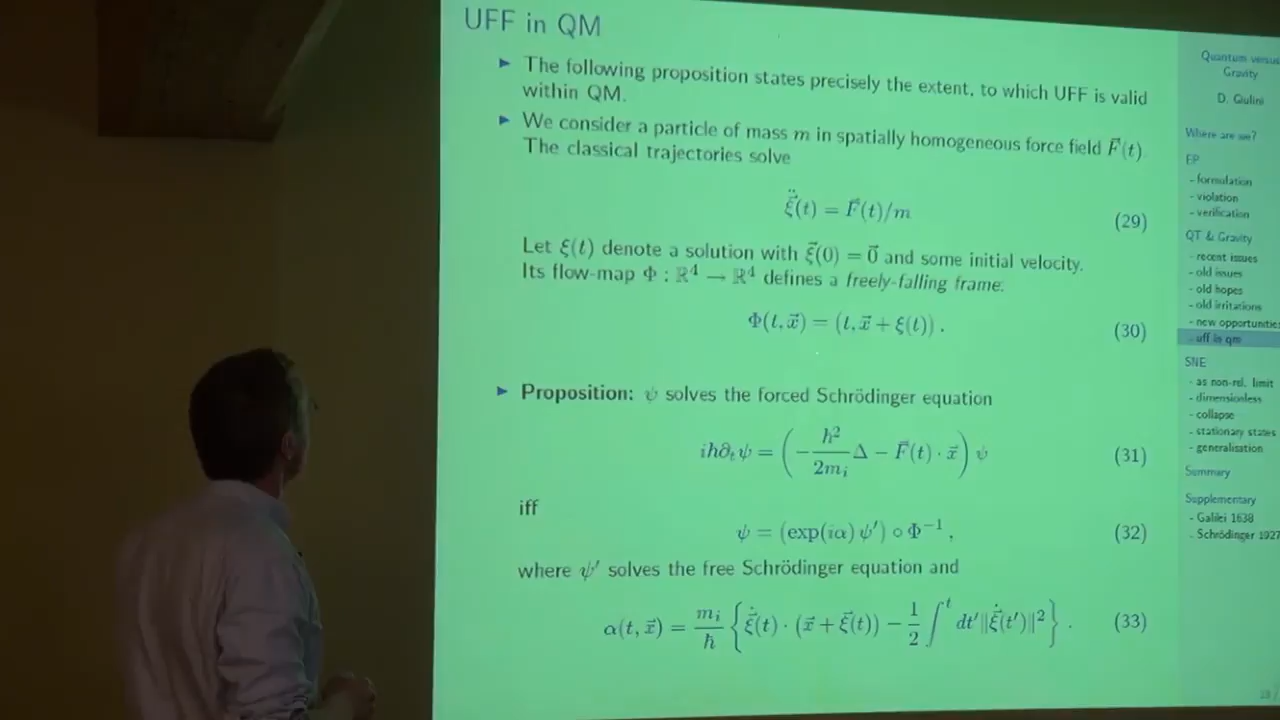 UFF in QM
► The following proposition states precisely the extent, to which UFF is valid
within QM.
► We consider a particle of mass m in spatially homogeneous force field F⃗(t).
The classical trajectories solve
ξ⃗̈(t) = F⃗(t)/m (29)
Let ξ(t) denote a solution with ξ⃗(0) = 0⃗ and some initial velocity.
Its flow-map Φ : ℝ⁴ → ℝ⁴ defines a freely-falling frame:
Φ(t, x⃗) = (t, x⃗ + ξ(t)) . (30)
► Proposition: ψ solves the forced Schrödinger equation
iħ∂ₜψ = (−ħ²/2mᵢ Δ − F⃗(t) · x⃗) ψ (31)
iff
ψ = (exp(iα) ψ′) ∘ Φ⁻¹ , (32)
where ψ′ solves the free Schrödinger equation and
α(t, x⃗) = mᵢ/ħ {ξ⃗̇(t) · (x⃗ + ξ⃗(t)) − 1/2 ∫ᵗ dt′‖ξ⃗̇(t′)‖²} . (33)
Quantum versus
Gravity
D. Giulini
Where are we?
EP
- formulation
- violation
- verification
QT & Gravity
- recent issues
- old issues
- old hopes
- old irritations
- new opportunities
- uff in qm
SNE
- as non-rel. limit
- dimensionless
- collapse
- stationary states
- generalisation
Summary
Supplementary
- Galilei 1638
- Schrödinger 1927